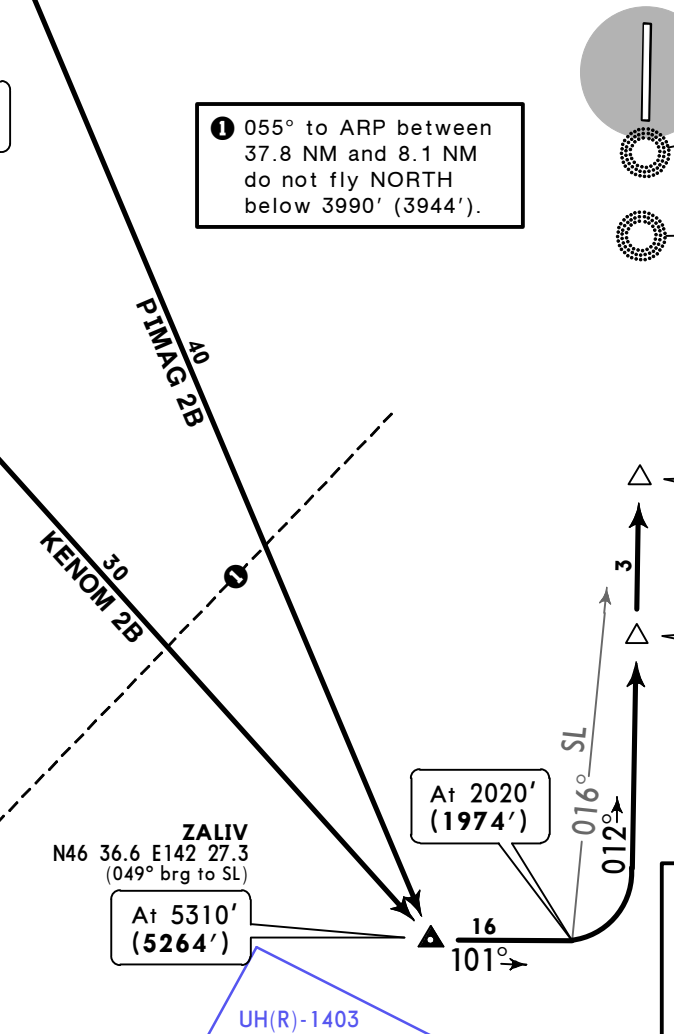 ❶ 055° to ARP between
37.8 NM and 8.1 NM
do not fly NORTH
below 3990' (3944').
PIMAG 2B
40
KENOM 2B
30
1
3
016° SL
012°
At 2020'
(1974')
ZALIV
N46 36.6 E142 27.3
(049° brg to SL)
At 5310'
(5264')
16
101°
UH(R)-1403